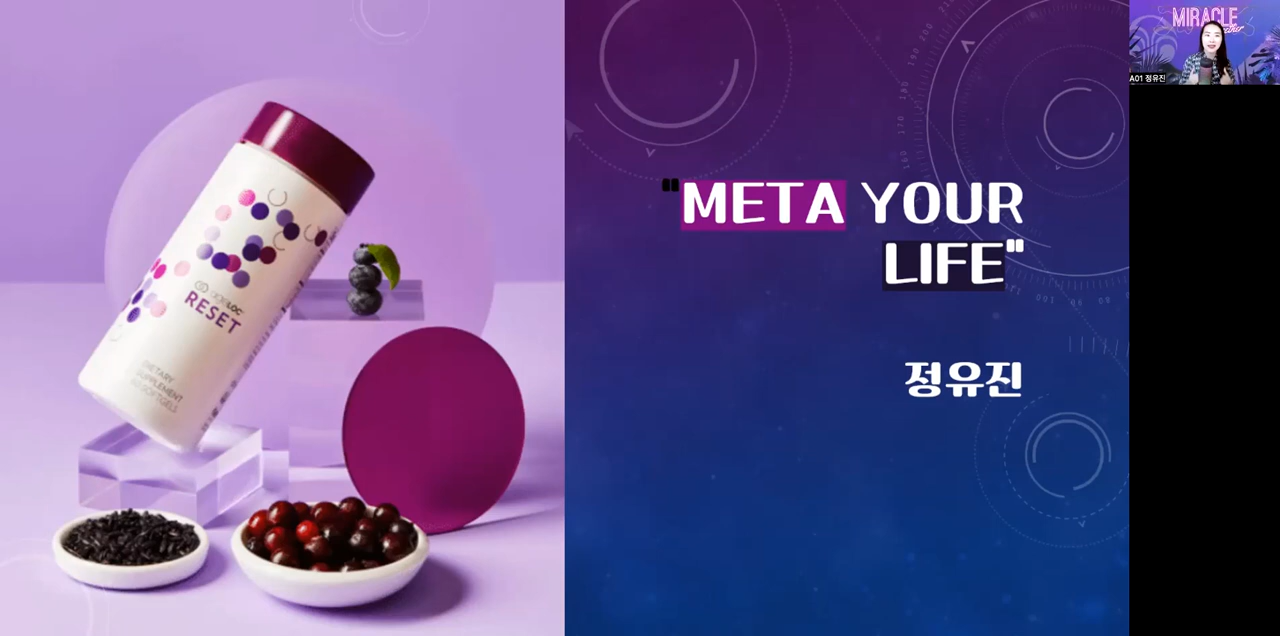 RESET
DIETARY
SUPPLEMENT
"META YOUR
LIFE"
정유진
MIRACLE
A01 정유진